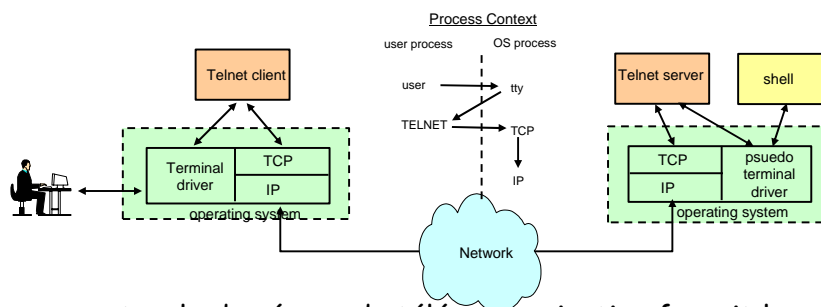 Process Context
user process
OS process
Telnet client
user
tty
TELNET
TCP
IP
Telnet server
shell
Terminal
driver
TCP
IP
operating system
TCP
IP
psuedo
terminal
driver
operating system
Network